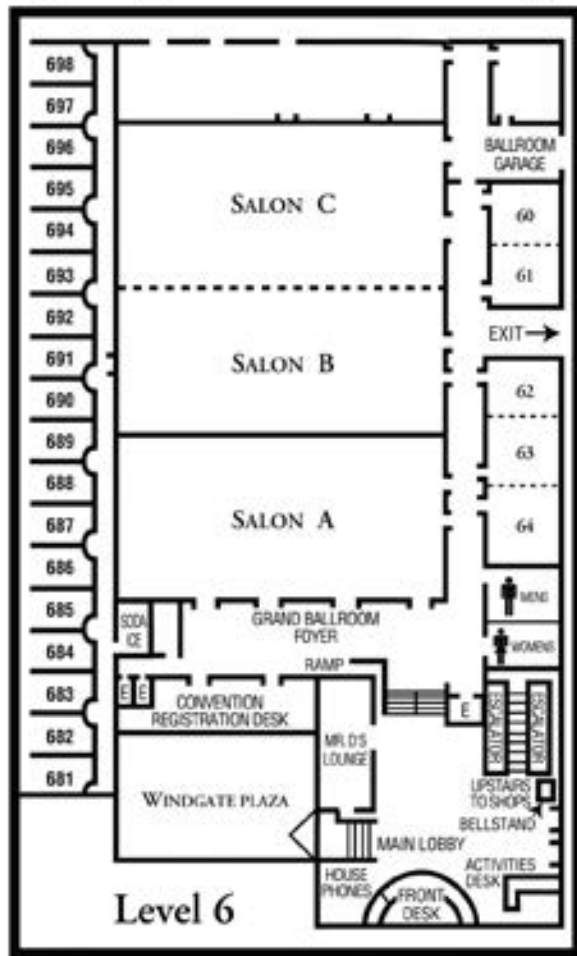 698
697
696
695
694
693
692
691
690
689
688
687
686
685
684
683
682
681
BALLROOM
GARAGE
SALON C
60
61
EXIT
SALON B
62
63
64
SALON A
MENS
WOMENS
SODA
ICE
GRAND BALLROOM
FOYER
RAMP
E E
CONVENTION
REGISTRATION DESK
E
ESCALATOR
ESCALATOR
MR. D'S
LOUNGE
WINDGATE PLAZA
UPSTAIRS
TO SHOPS
BELLSTAND
MAIN LOBBY
ACTIVITIES
DESK
HOUSE
PHONES
FRONT
DESK
Level 6